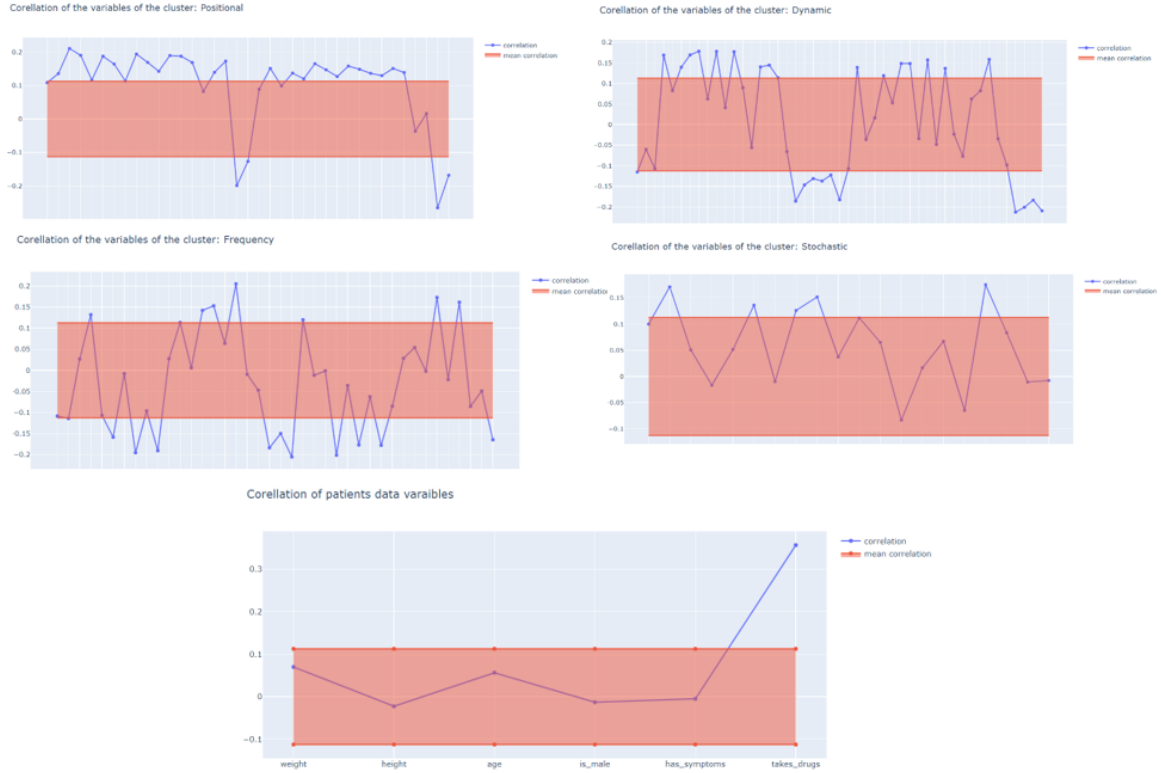 Corellation of the variables of the cluster: Positional
correlation
mean correlation
0.2
0.1
0
−0.1
−0.2
Corellation of the variables of the cluster: Dynamic
correlation
mean correlation
0.2
0.15
0.1
0.05
0
−0.05
−0.1
−0.15
−0.2
Corellation of the variables of the cluster: Frequency
correlation
mean correlation
0.2
0.15
0.1
0.05
0
−0.05
−0.1
−0.15
−0.2
Corellation of the variables of the cluster: Stochastic
correlation
mean correlation
0.15
0.1
0.05
0
−0.05
−0.1
Corellation of patients data varaibles
correlation
mean correlation
0.3
0.2
0.1
0
−0.1
weight height age is_male has_symptoms takes_drugs